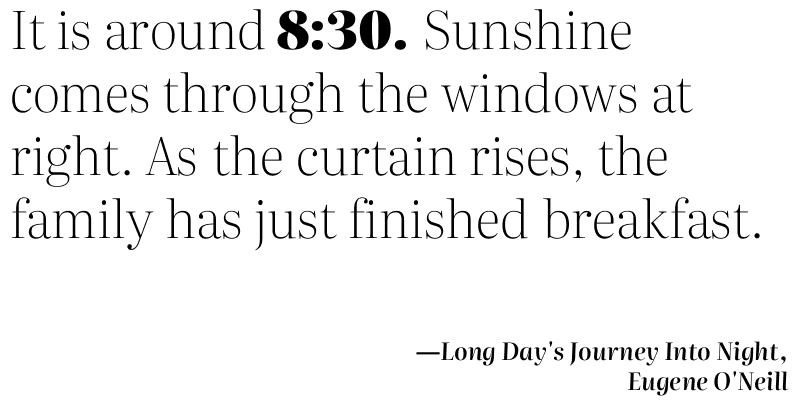 It is around 8:30. Sunshine
comes through the windows at
right. As the curtain rises, the
family has just finished breakfast.
—Long Day's Journey Into Night,
Eugene O'Neill